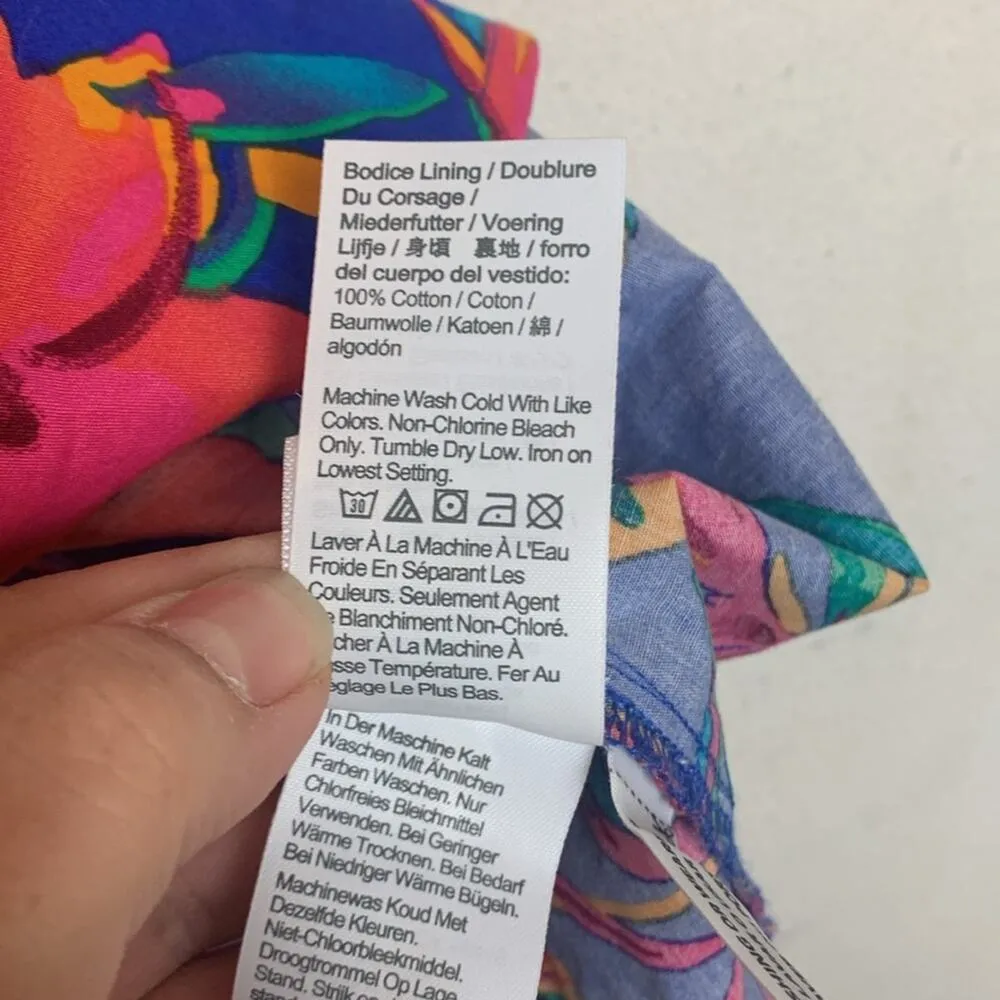 Bodice Lining / Doublure
Du Corsage /
Miederfutter / Voering
Lijfje / 身頃 裏地 / forro
del cuerpo del vestido:
100% Cotton / Coton /
Baumwolle / Katoen / 綿 /
algodón
Machine Wash Cold With Like
Colors. Non-Chlorine Bleach
Only. Tumble Dry Low. Iron on
Lowest Setting.
30
Laver À La Machine À L'Eau
Froide En Séparant Les
Couleurs. Seulement Agent
Blanchiment Non-Chloré.
cher À La Machine À
sse Température. Fer Au
eglage Le Plus Bas.
In Der Maschine Kalt
Waschen Mit Ähnlichen
Farben Waschen. Nur
Chlorfreies Bleichmittel
Verwenden. Bei Geringer
Wärme Trocknen. Bei Bedarf
Bei Niedriger Wärme Bügeln.
Machinewas Koud Met
Dezelfde Kleuren.
Niet-Chloorbleekmiddel.
Droogtrommel Op Lage
Stand. Strijk